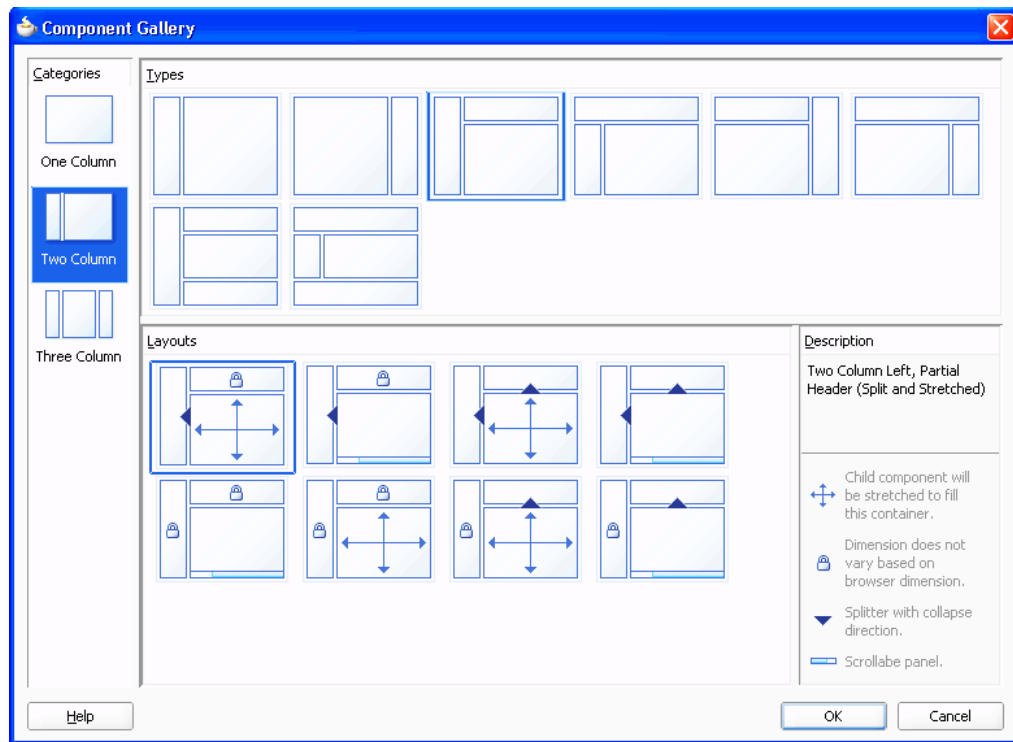 Component Gallery
Categories
One Column
Two Column
Three Column
Types
Layouts
Description
Two Column Left, Partial
Header (Split and Stretched)
Child component will
be stretched to fill
this container.
Dimension does not
vary based on
browser dimension.
Splitter with collapse
direction.
Scrollabe panel.
Help
OK
Cancel